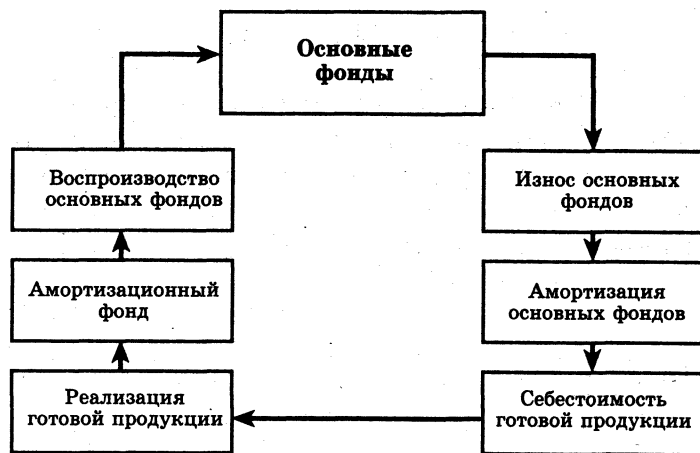 Основные
фонды
Воспроизводство
основных фондов
Износ основных
фондов
Амортизационный
фонд
Амортизация
основных фондов
Реализация
готовой продукции
Себестоимость
готовой продукции